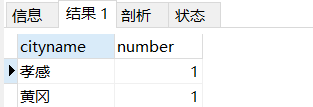 信息 结果 1 剖析 状态
cityname number
孝感 1
黄冈 1